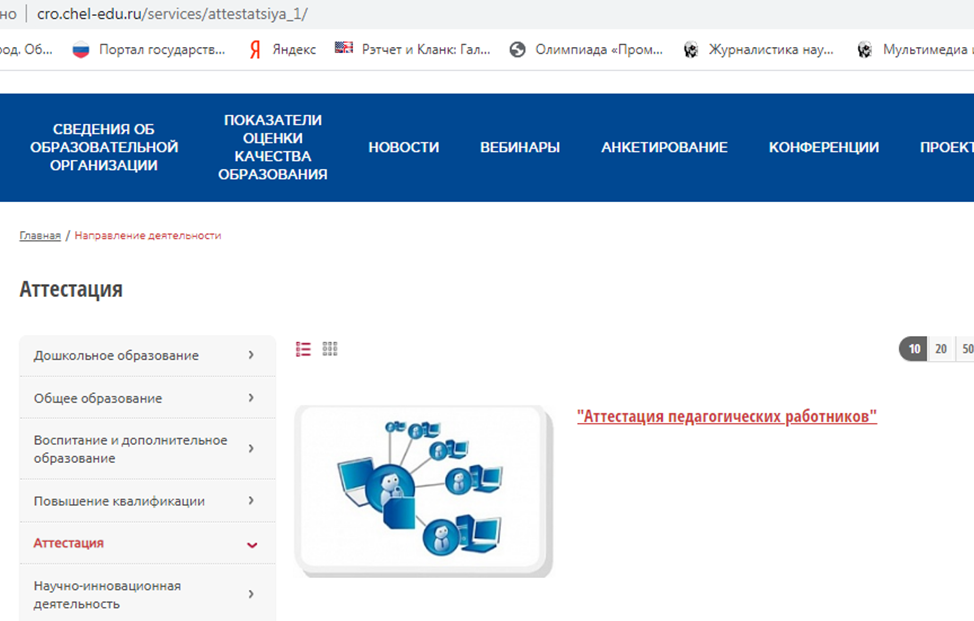 но cro.chel-edu.ru/services/attestatsiya_1/
род. Об... Портал государств... Яндекс Рэтчет и Кланк: Гал... Олимпиада «Пром... Журналистика нау... Мультимедиа
СВЕДЕНИЯ ОБ
ОБРАЗОВАТЕЛЬНОЙ
ОРГАНИЗАЦИИ
ПОКАЗАТЕЛИ
ОЦЕНКИ
КАЧЕСТВА
ОБРАЗОВАНИЯ
НОВОСТИ
ВЕБИНАРЫ
АНКЕТИРОВАНИЕ
КОНФЕРЕНЦИИ
ПРОЕКТ
Главная / Направление деятельности
Аттестация
Дошкольное образование
Общее образование
Воспитание и дополнительное
образование
Повышение квалификации
Аттестация
Научно-инновационная
деятельность
10 20 50
"Аттестация педагогических работников"